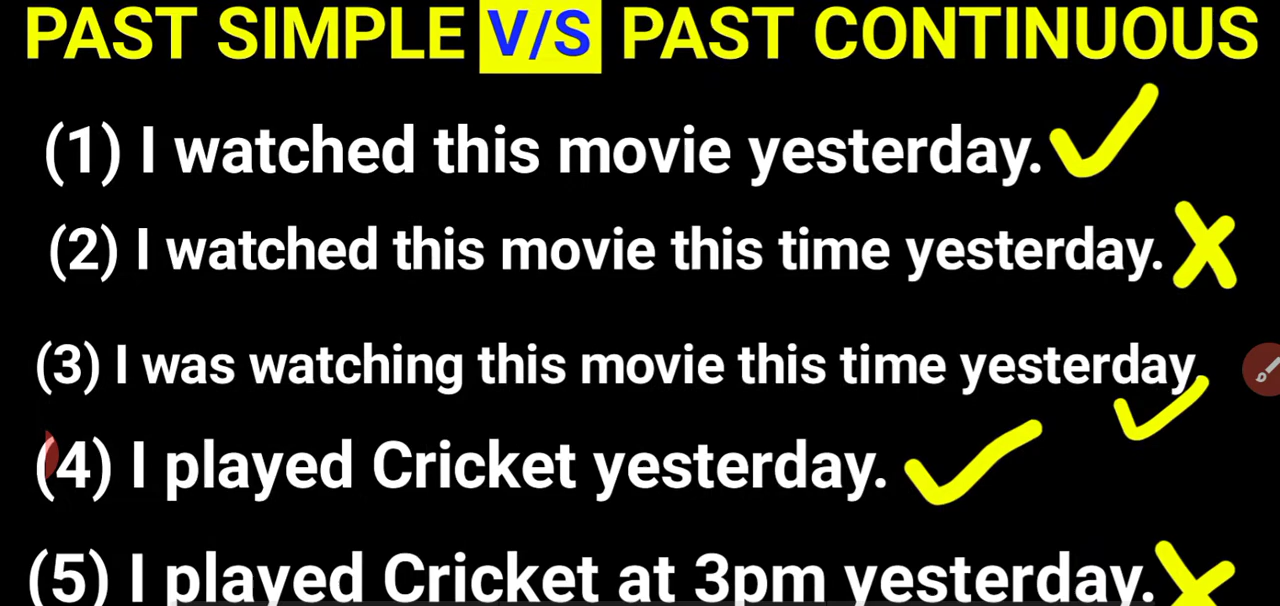 PAST SIMPLE V/S PAST CONTINUOUS
(1) I watched this movie yesterday.
(2) I watched this movie this time yesterday.
(3) I was watching this movie this time yesterday.
(4) I played Cricket yesterday.
(5) I played Cricket at 3pm yesterday.